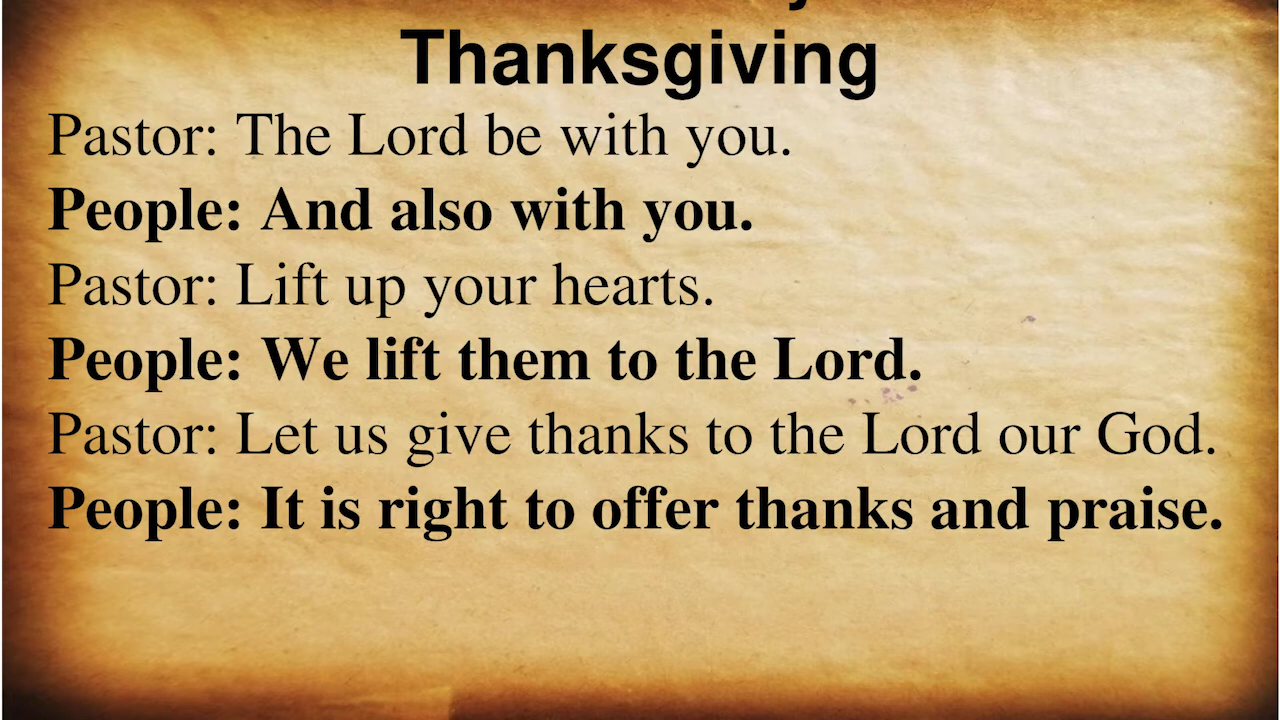 Thanksgiving
Pastor: The Lord be with you.
People: And also with you.
Pastor: Lift up your hearts.
People: We lift them to the Lord.
Pastor: Let us give thanks to the Lord our God.
People: It is right to offer thanks and praise.